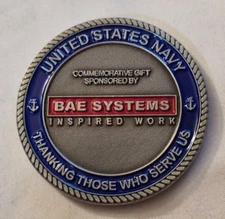 UNITED STATES NAVY
COMMEMORATIVE GIFT
SPONSORED BY
BAE SYSTEMS
INSPIRED WORK
THANKING THOSE WHO SERVE US